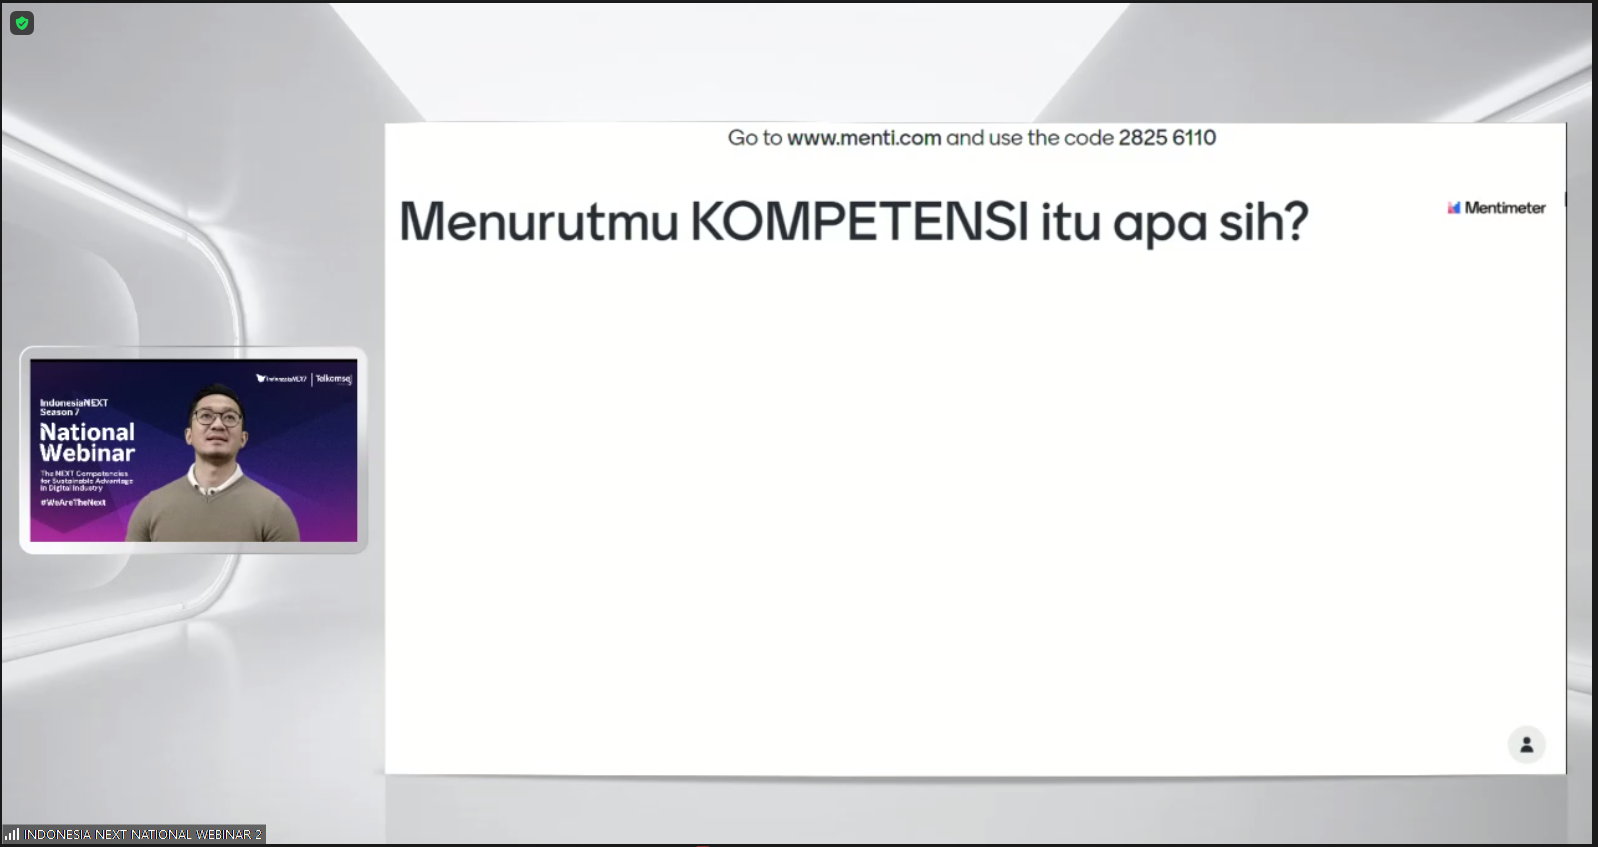 Go to www.menti.com and use the code 2825 6110
Menurutmu KOMPETENSI itu apa sih?
Mentimeter
IndonesiaNEXT | Telkomsel
IndonesiaNEXT
Season 7
National
Webinar
The NEXT Competencies
for Sustainable Advantage
in Digital Industry
#WeAreTheNext
INDONESIA NEXT NATIONAL WEBINAR 2